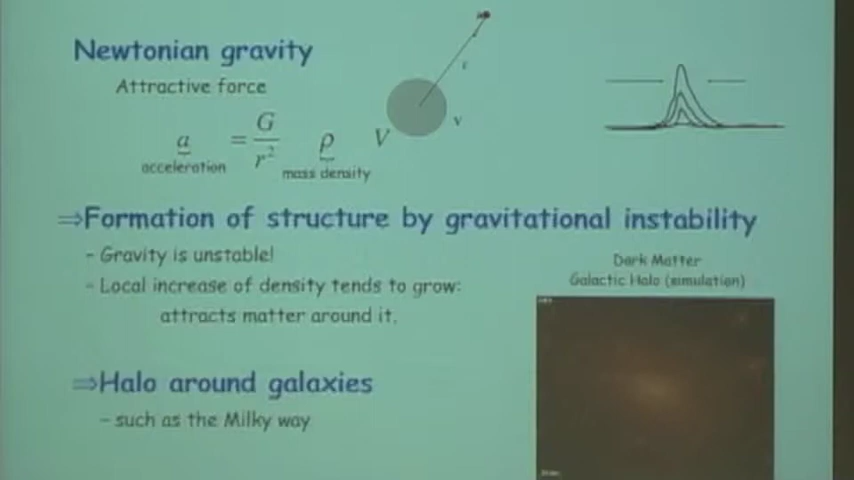 Newtonian gravity
Attractive force
a = G/r² ρ V
acceleration
mass density
r
v
⇒Formation of structure by gravitational instability
- Gravity is unstable!
- Local increase of density tends to grow:
attracts matter around it.
Dark Matter
Galactic Halo (simulation)
⇒Halo around galaxies
- such as the Milky way